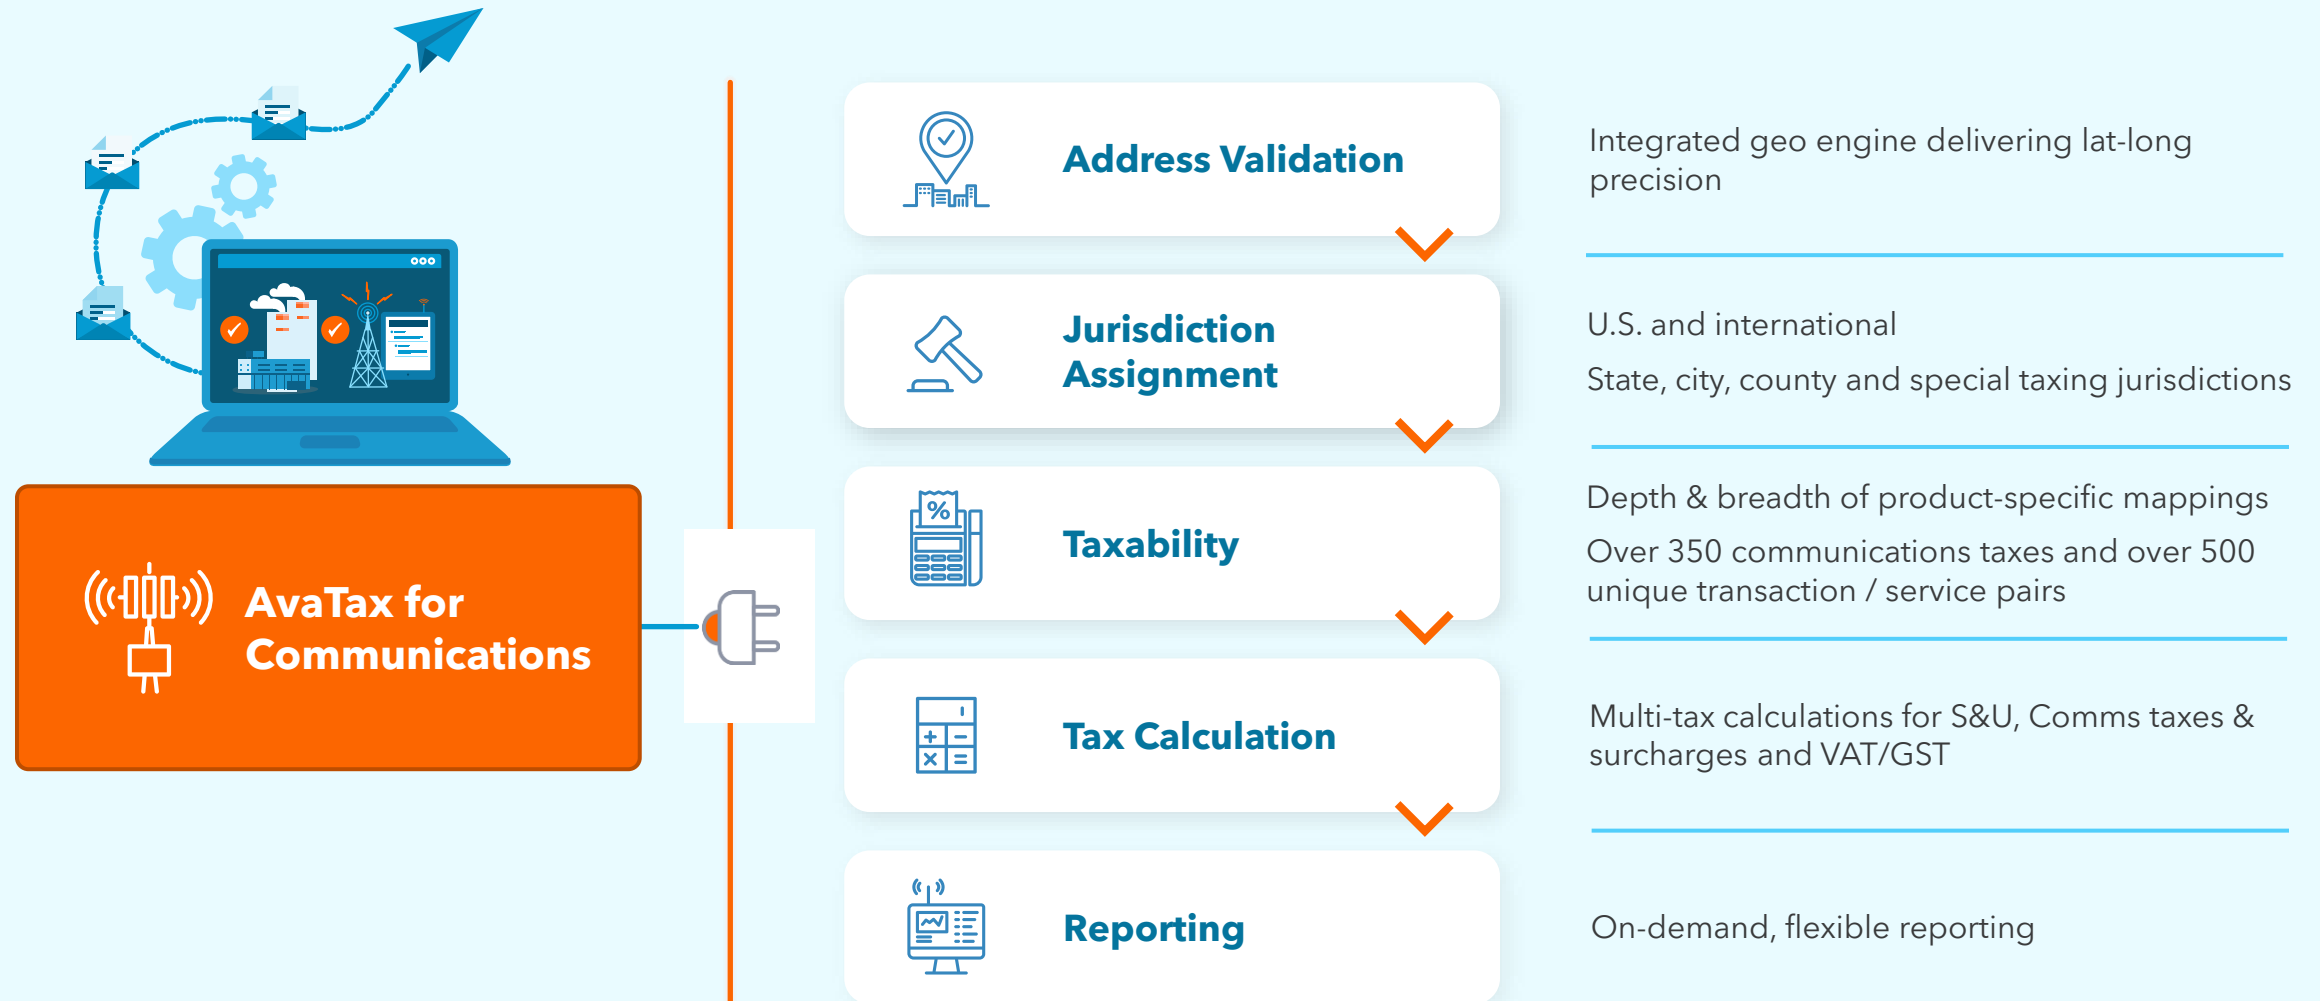 AvaTax for
Communications
Address Validation
Integrated geo engine delivering lat-long
precision
Jurisdiction
Assignment
U.S. and international
State, city, county and special taxing jurisdictions
Taxability
Depth & breadth of product-specific mappings
Over 350 communications taxes and over 500
unique transaction / service pairs
Tax Calculation
Multi-tax calculations for S&U, Comms taxes &
surcharges and VAT/GST
Reporting
On-demand, flexible reporting